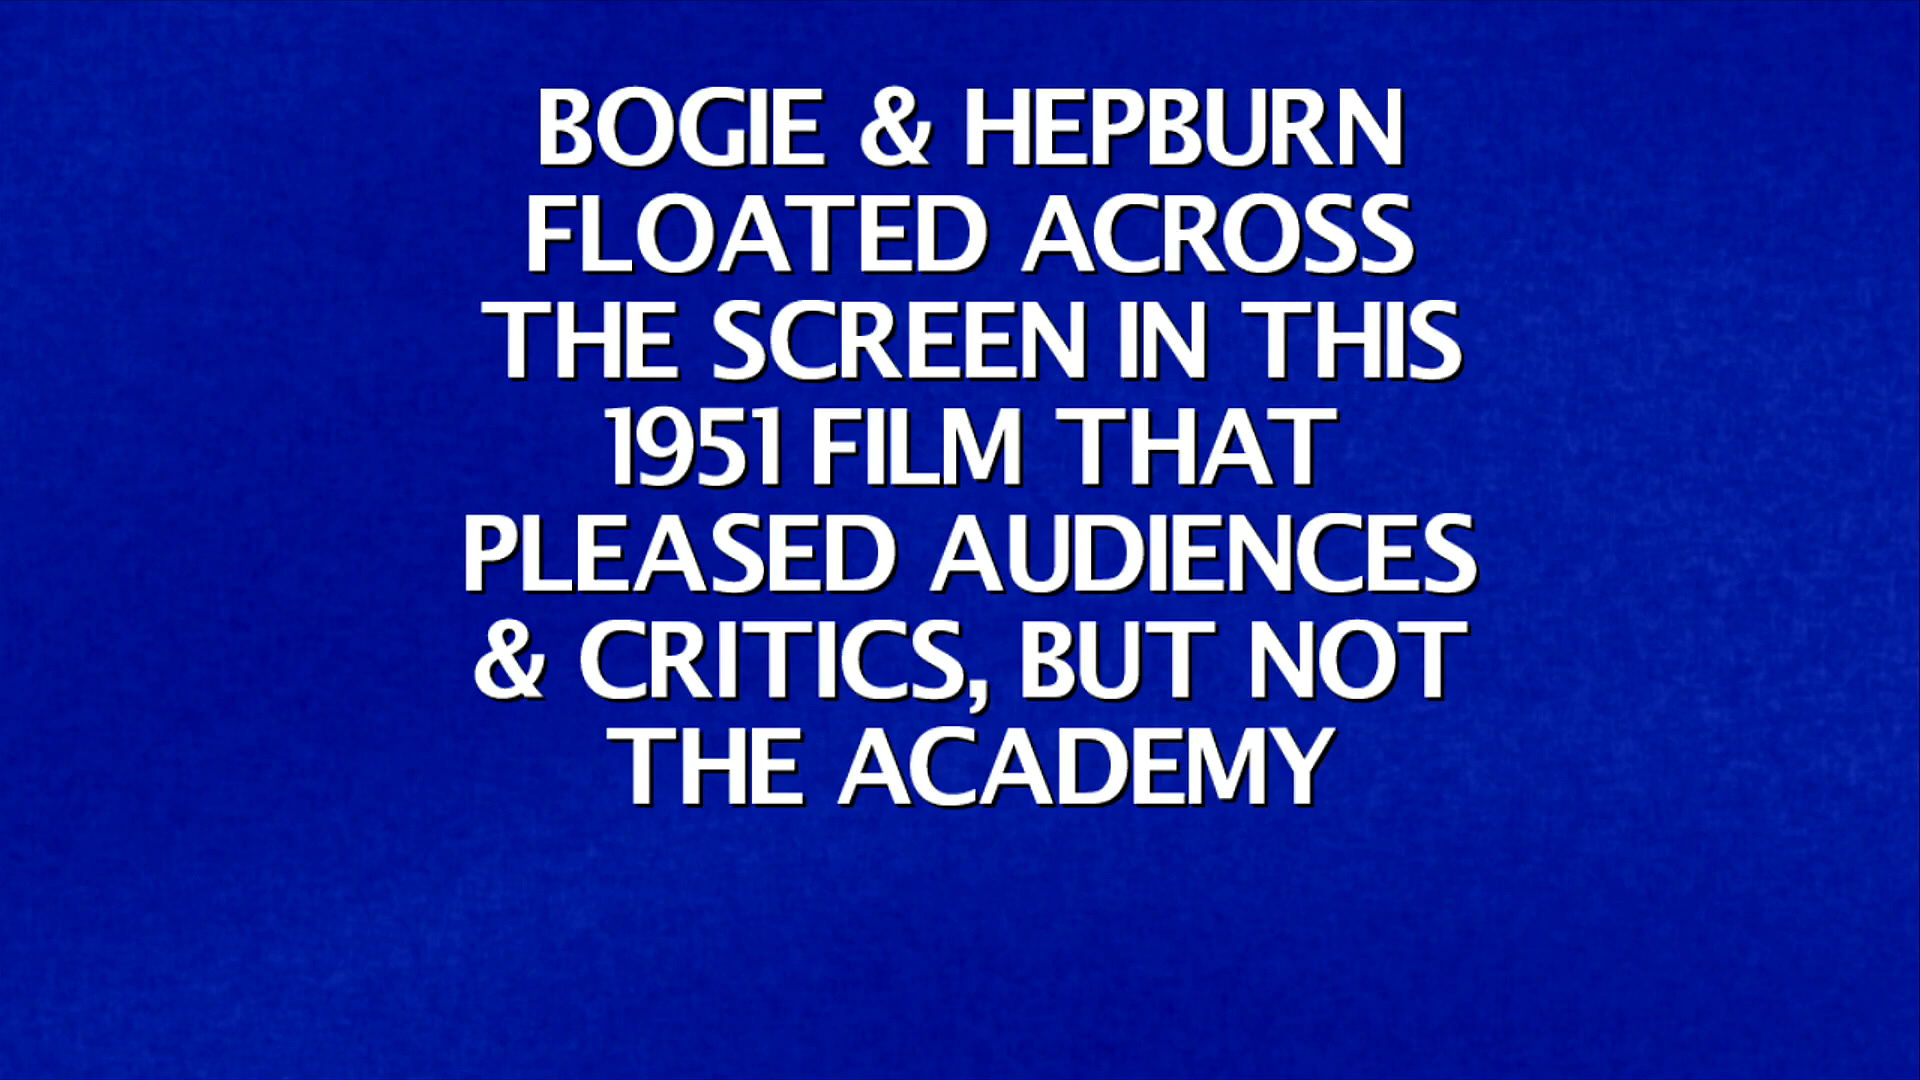 BOGIE & HEPBURN
FLOATED ACROSS
THE SCREEN IN THIS
1951 FILM THAT
PLEASED AUDIENCES
& CRITICS, BUT NOT
THE ACADEMY